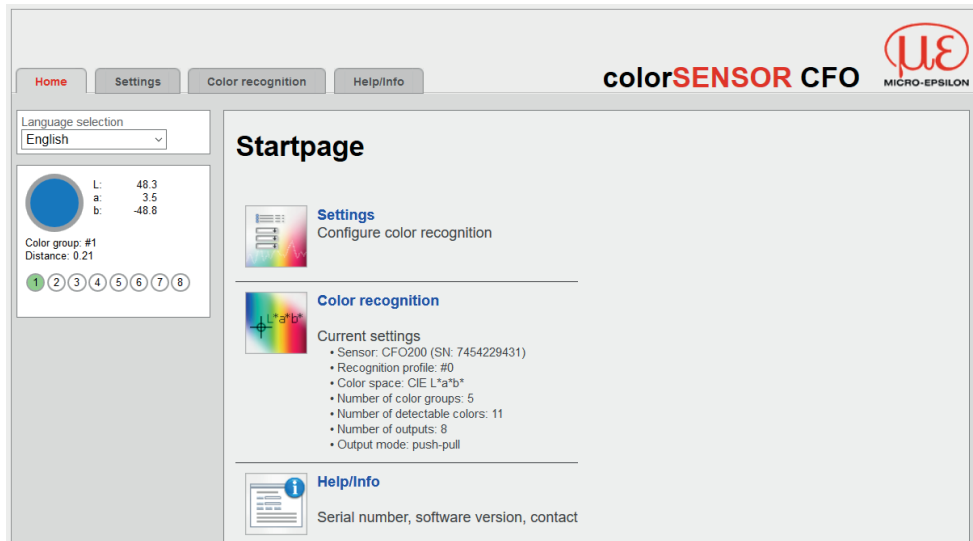 Home
Settings
Color recognition
Help/Info
colorSENSOR CFO
με
MICRO-EPSILON
Language selection
English
L: 48.3
a: 3.5
b: -48.8
Color group: #1
Distance: 0.21
1 2 3 4 5 6 7 8
Startpage
Settings
Configure color recognition
L*a*b*
Color recognition
Current settings
• Sensor: CFO200 (SN: 7454229431)
• Recognition profile: #0
• Color space: CIE L*a*b*
• Number of color groups: 5
• Number of detectable colors: 11
• Number of outputs: 8
• Output mode: push-pull
i
Help/Info
Serial number, software version, contact